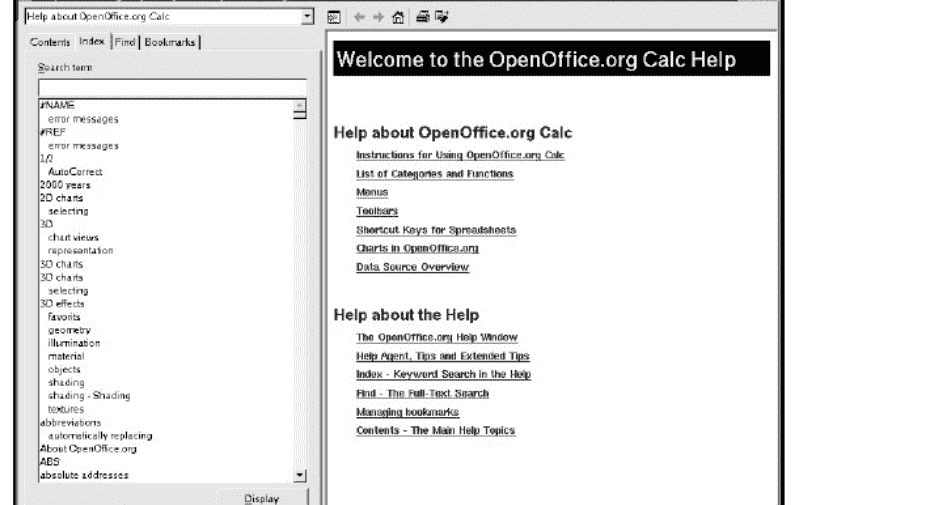 Help about OpenOffice.org Calc
Contents Index Find Bookmarks
Search term
#NAME
error messages
#REF
error messages
1/2
AutoCorrect
2000 years
2D charts
selecting
3D
chart views
representation
3D charts
3D charts
selecting
3D effects
favorits
geometry
illumination
material
objects
shading
shading - Shading
textures
abbreviations
automatically replacing
About OpenOffice.org
ABS
absolute addresses
Display
Welcome to the OpenOffice.org Calc Help
Help about OpenOffice.org Calc
Instructions for Using OpenOffice.org Calc
List of Categories and Functions
Menus
Toolbars
Shortcut Keys for Spreadsheets
Charts in OpenOffice.org
Data Source Overview
Help about the Help
The OpenOffice.org Help Window
Help Agent, Tips and Extended Tips
Index - Keyword Search in the Help
Find - The Full-Text Search
Managing bookmarks
Contents - The Main Help Topics